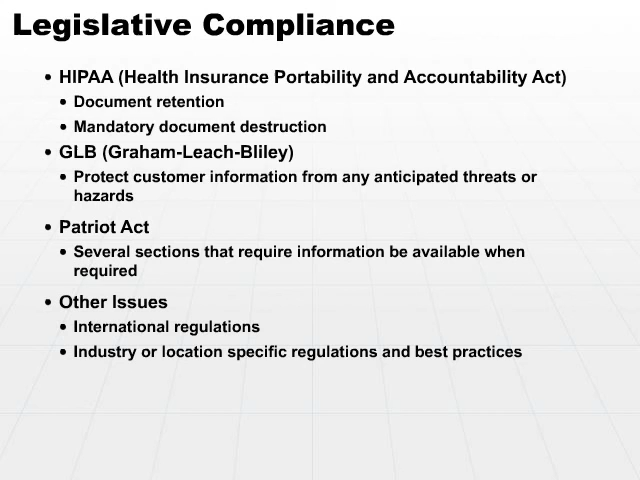 Legislative Compliance
• HIPAA (Health Insurance Portability and Accountability Act)
• Document retention
• Mandatory document destruction
• GLB (Graham-Leach-Bliley)
• Protect customer information from any anticipated threats or
hazards
• Patriot Act
• Several sections that require information be available when
required
• Other Issues
• International regulations
• Industry or location specific regulations and best practices